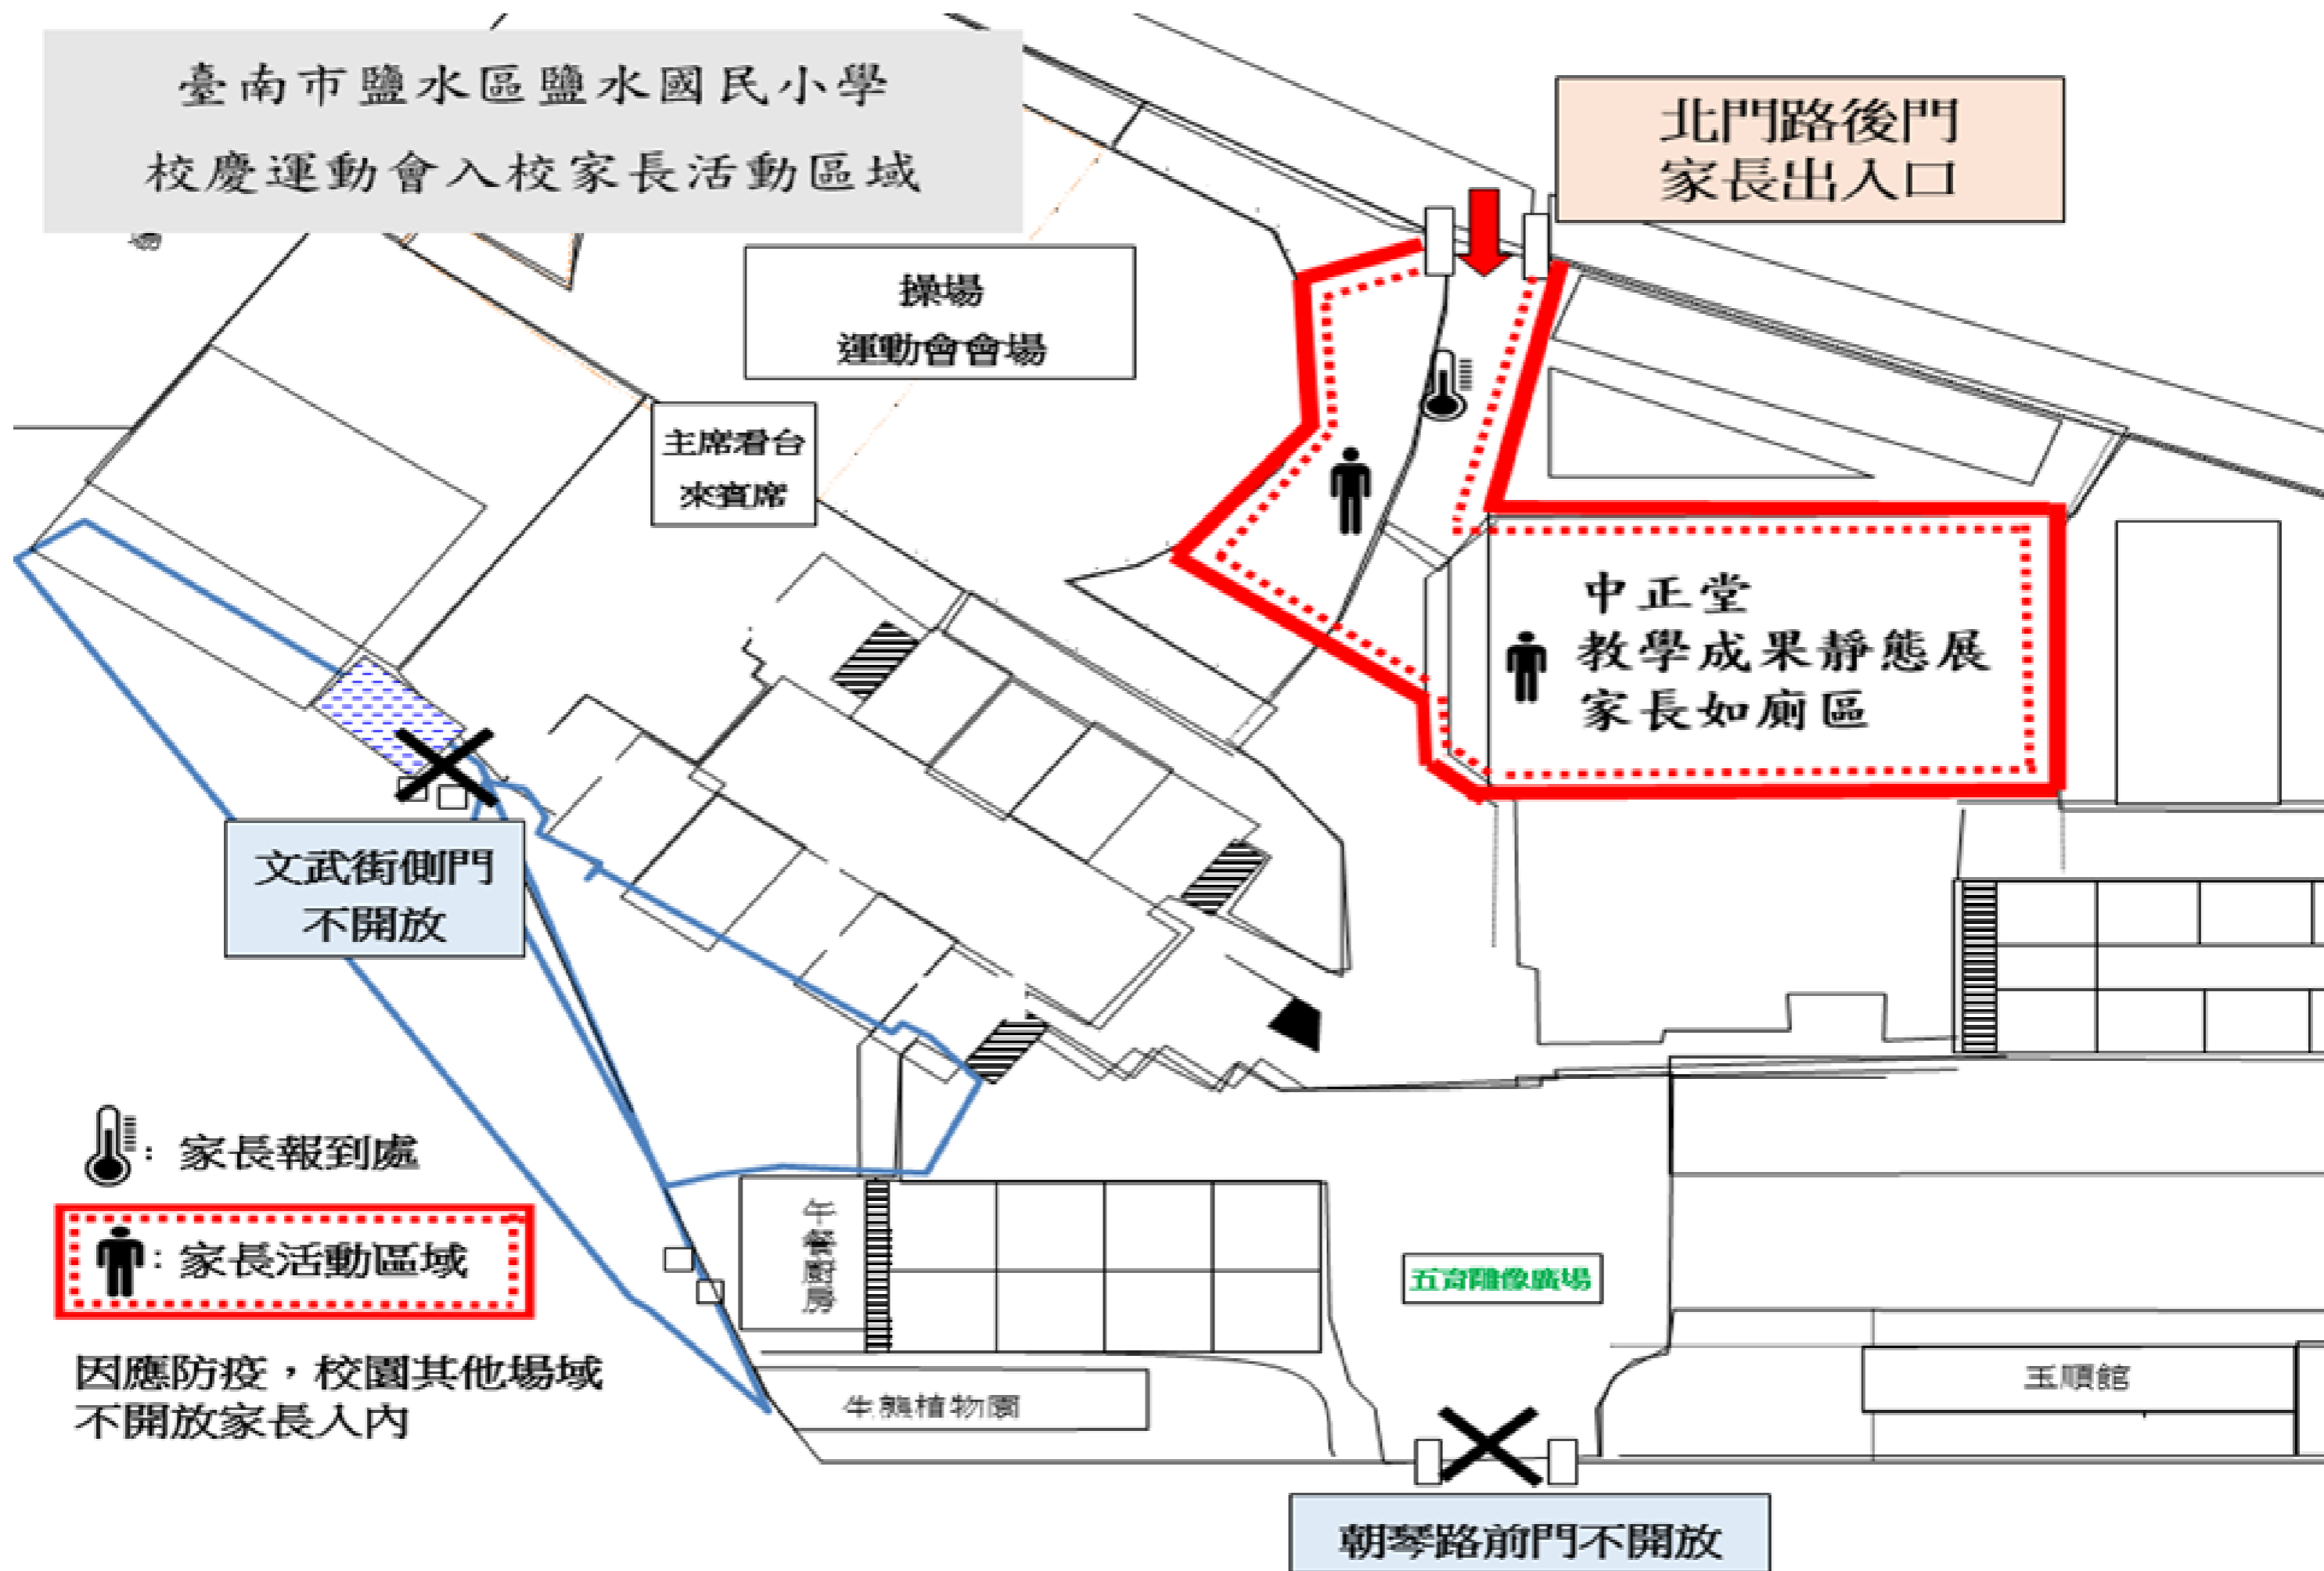 臺南市鹽水區鹽水國民小學
校慶運動會入校家長活動區域
場
北門路後門
家長出入口
操場
運動會會場
主席看台
來賓席
中正堂
教學成果靜態展
家長如廁區
文武街側門
不開放
：家長報到處
：家長活動區域
因應防疫，校園其他場域
不開放家長入內
午餐廚房
五育雕像廣場
生態植物園
玉順館
朝琴路前門不開放